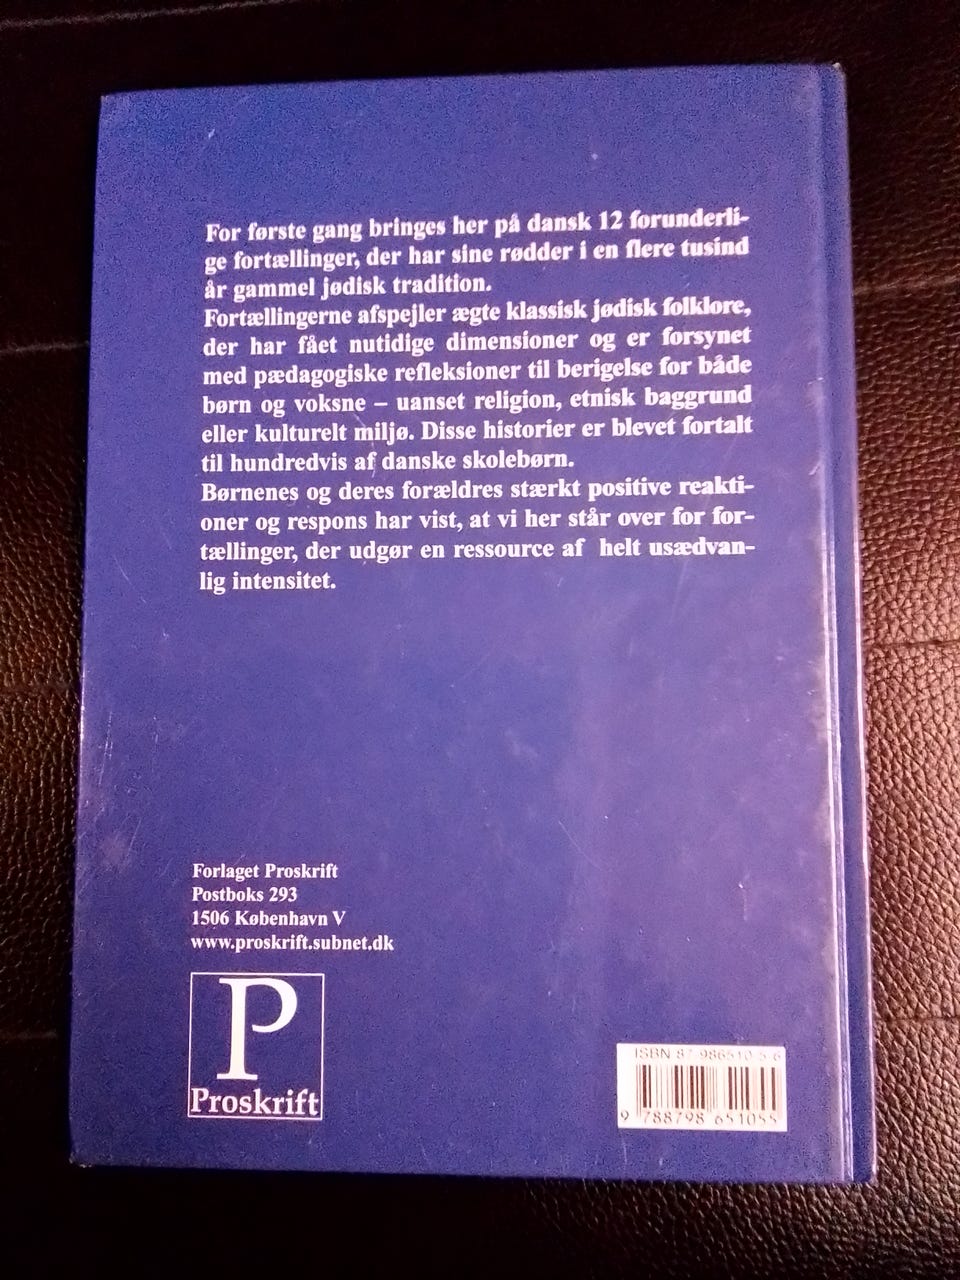 For første gang bringes her på dansk 12 forunderli-
ge fortællinger, der har sine rødder i en flere tusind
år gammel jødisk tradition.
Fortællingerne afspejler ægte klassisk jødisk folklore,
der har fået nutidige dimensioner og er forsynet
med pædagogiske refleksioner til berigelse for både
børn og voksne – uanset religion, etnisk baggrund
eller kulturelt miljø. Disse historier er blevet fortalt
til hundredvis af danske skolebørn.
Børnenes og deres forældres stærkt positive reakti-
oner og respons har vist, at vi her står over for for-
tællinger, der udgør en ressource af helt usædvan-
lig intensitet.
Forlaget Proskrift
Postboks 293
1506 København V
www.proskrift.subnet.dk
P
Proskrift
ISBN 87-986510-5-6
9 788798 651055